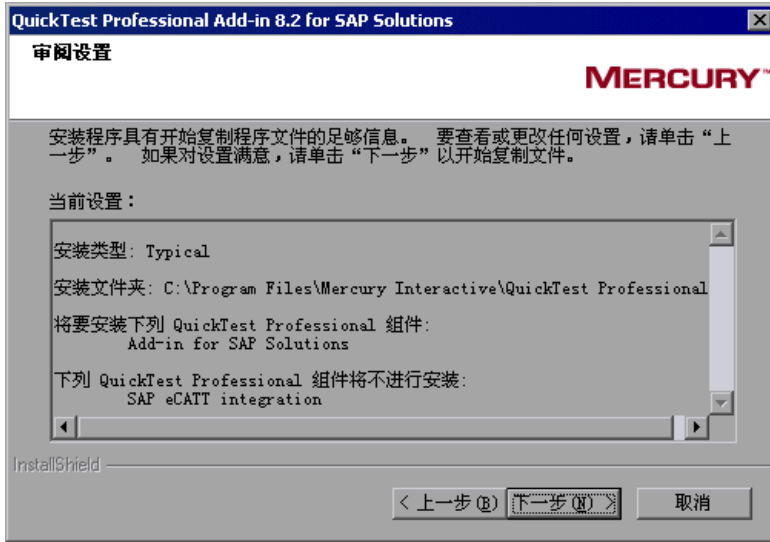 QuickTest Professional Add-in 8.2 for SAP Solutions
审阅设置
MERCURY™
安装程序具有开始复制程序文件的足够信息。 要查看或更改任何设置,请单击“上
一步”。 如果对设置满意,请单击“下一步”以开始复制文件。
当前设置:
安装类型: Typical
安装文件夹: C:\Program Files\Mercury Interactive\QuickTest Professional
将要安装下列 QuickTest Professional 组件:
Add-in for SAP Solutions
下列 QuickTest Professional 组件将不进行安装:
SAP eCATT integration
InstallShield
< 上一步(B) 下一步(N) > 取消